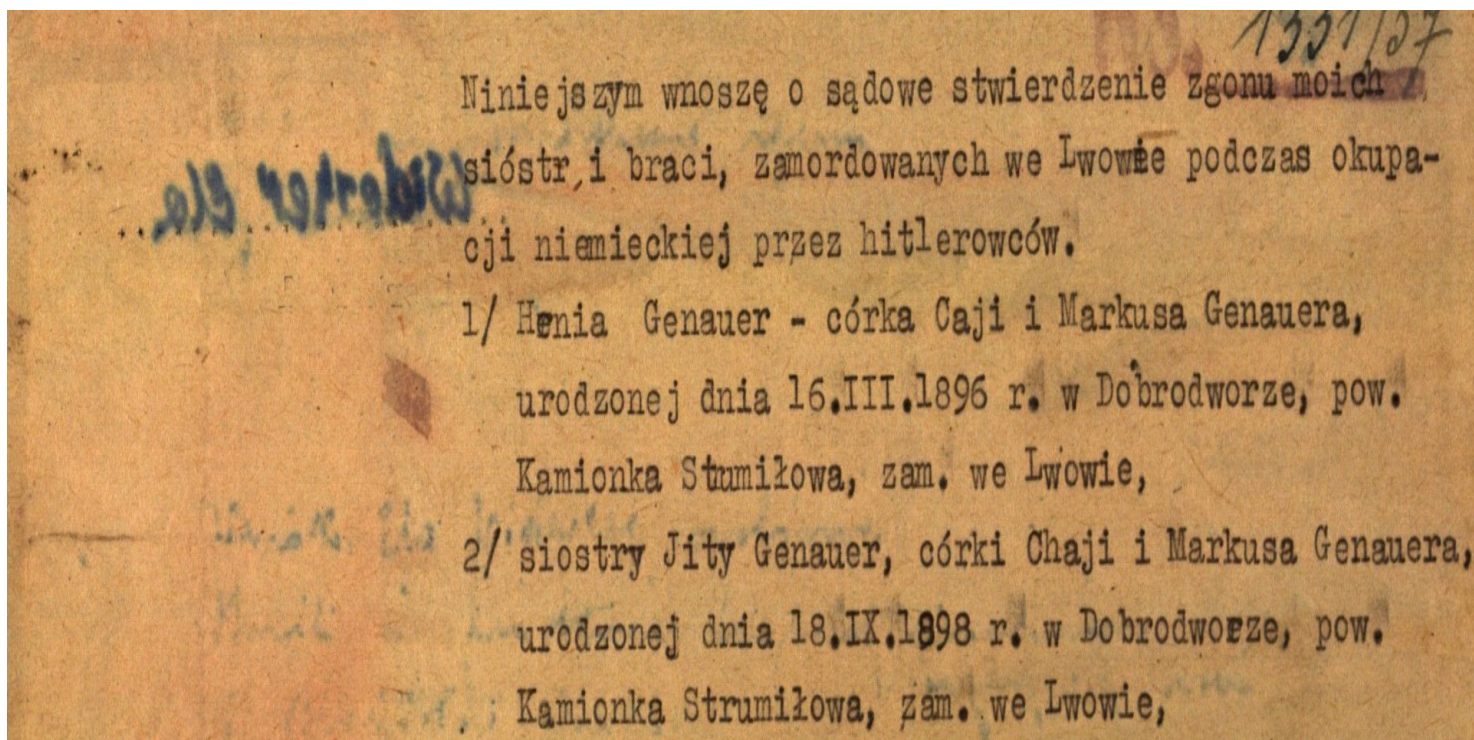 1331/57
Niniejszym wnoszę o sądowe stwierdzenie zgonu moich
sióstr, i braci, zamordowanych we Lwowie podczas okupa-
cji niemieckiej przez hitlerowców.
1/ Henia Genauer - córka Caji i Markusa Genauera,
urodzonej dnia 16.III.1896 r. w Dobrodworze, pow.
Kamionka Stumiłowa, zam. we Lwowie,
2/ siostry Jity Genauer, córki Chaji i Markusa Genauera,
urodzonej dnia 18.IX.1898 r. w Dobrodworze, pow.
Kamionka Strumiłowa, zam. we Lwowie,